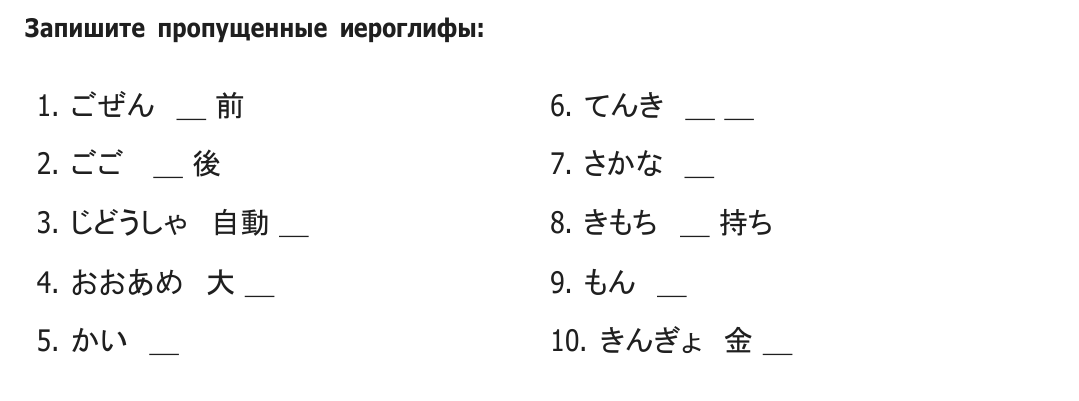 Запишите пропущенные иероглифы:
1. ごぜん __ 前
2. ごご __ 後
3. じどうしゃ 自動 __
4. おおあめ 大 __
5. かい __
6. てんき __ __
7. さかな __
8. きもち __ 持ち
9. もん __
10. きんぎょ 金 __